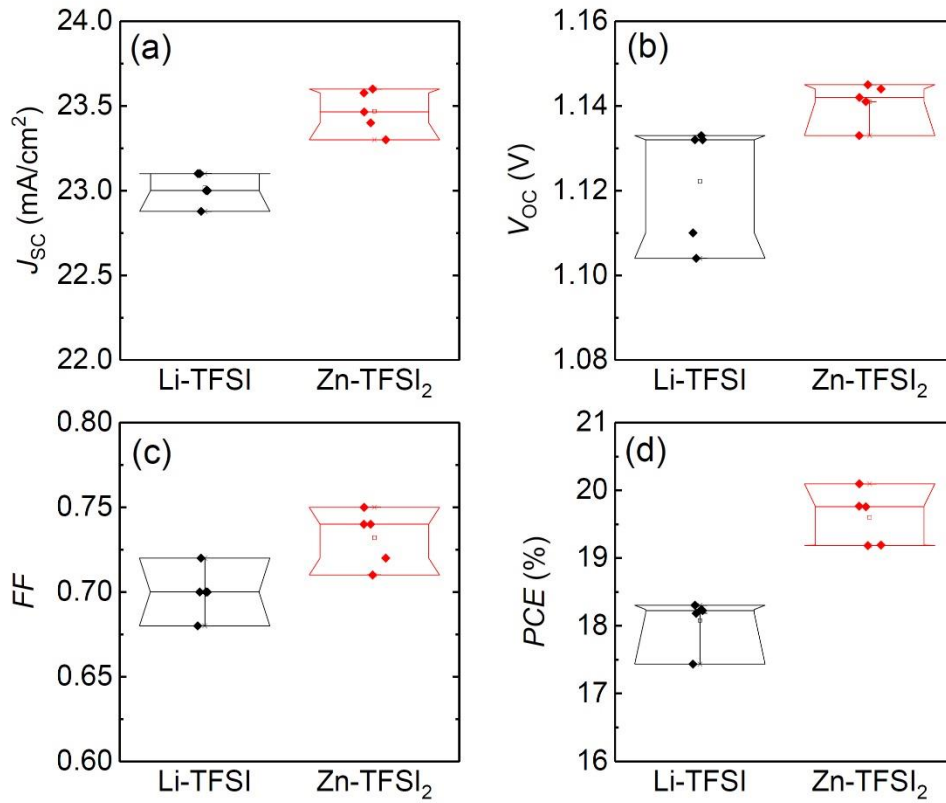 (a)
J_SC (mA/cm²)
23.0
24.0
23.5
23.0
22.5
22.0
Li-TFSI Zn-TFSI₂
(b)
V_OC (V)
1.16
1.14
1.12
1.10
1.08
Li-TFSI Zn-TFSI₂
(c)
FF
0.80
0.75
0.70
0.65
0.60
Li-TFSI Zn-TFSI₂
(d)
PCE (%)
21
20
19
18
17
16
Li-TFSI Zn-TFSI₂